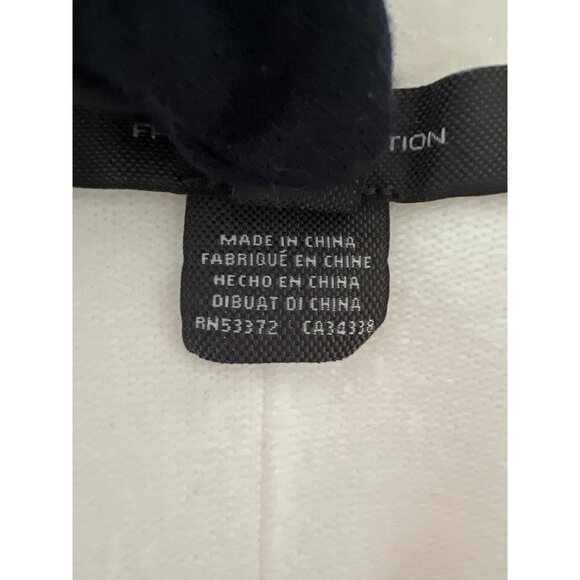 MADE IN CHINA
FABRIQUÉ EN CHINE
HECHO EN CHINA
DIBUAT DI CHINA
RN53372 CA34338